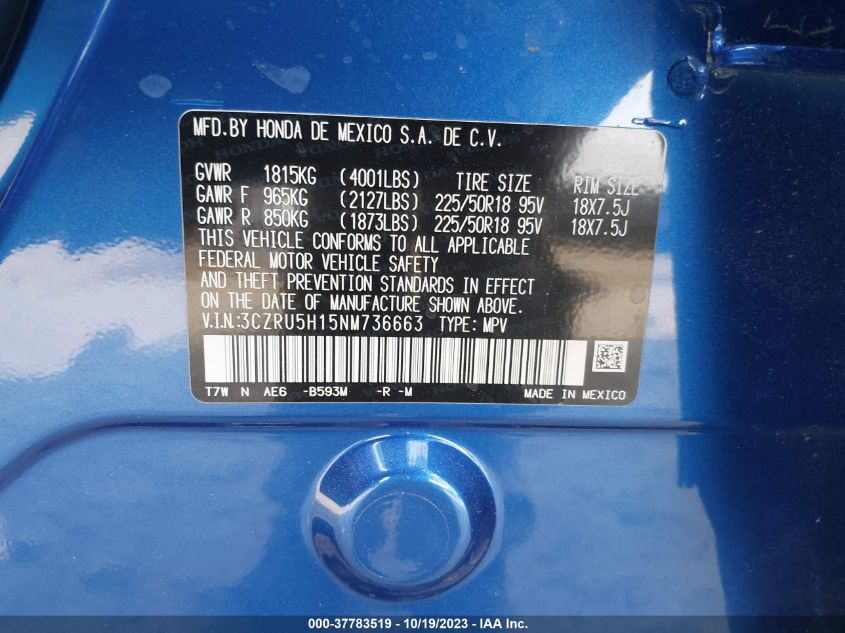 MFD.BY HONDA DE MEXICO S.A. DE C.V.
GVWR 1815KG (4001LBS) TIRE SIZE RIM SIZE
GAWR F 965KG (2127LBS) 225/50R18 95V 18X7.5J
GAWR R 850KG (1873LBS) 225/50R18 95V 18X7.5J
THIS VEHICLE CONFORMS TO ALL APPLICABLE
FEDERAL MOTOR VEHICLE SAFETY
AND THEFT PREVENTION STANDARDS IN EFFECT
ON THE DATE OF MANUFACTURE SHOWN ABOVE.
V.I.N:3CZRU5H15NM736663 TYPE: MPV
T7W N AE6 -B593M -R -M MADE IN MEXICO
000-37783519 - 10/19/2023 - IAA Inc.